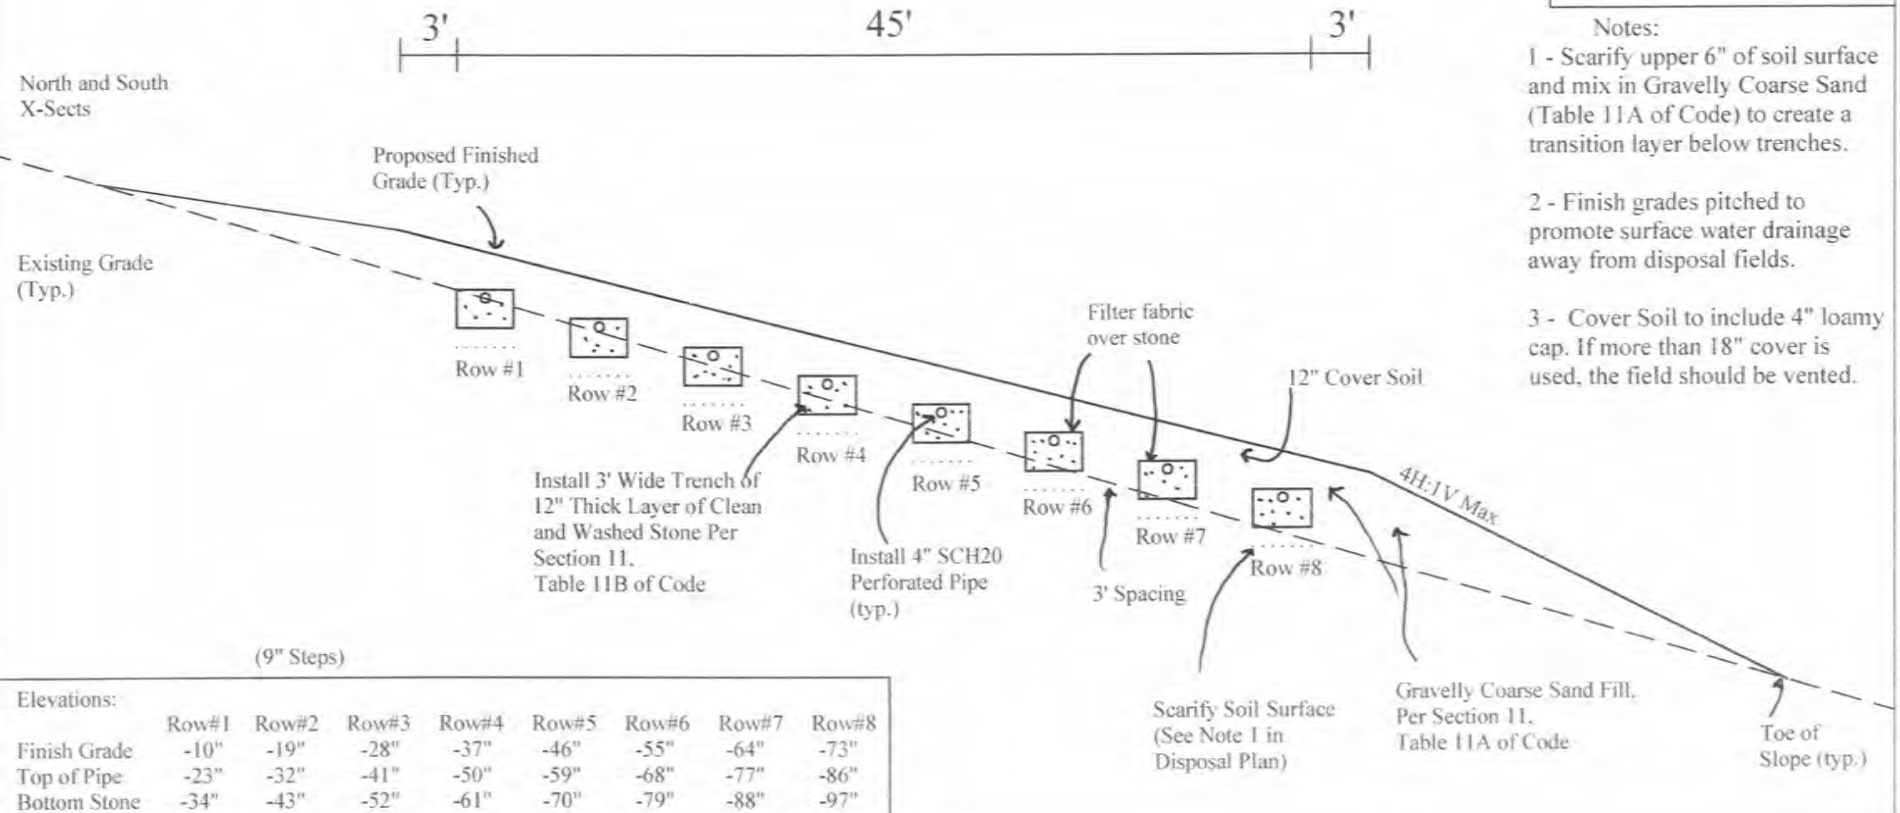 3'
45'
3'
North and South
X-Sects
Proposed Finished
Grade (Typ.)
Existing Grade
(Typ.)
Row #1
Row #2
Row #3
Row #4
Row #5
Row #6
Row #7
Row #8
Filter fabric
over stone
12" Cover Soil
4H:1V Max
Install 3' Wide Trench of
12" Thick Layer of Clean
and Washed Stone Per
Section 11,
Table 11B of Code
Install 4" SCH20
Perforated Pipe
(typ.)
3' Spacing
Scarify Soil Surface
(See Note 1 in
Disposal Plan)
Gravelly Coarse Sand Fill,
Per Section 11,
Table 11A of Code
Toe of
Slope (typ.)
Notes:
1 - Scarify upper 6" of soil surface
and mix in Gravelly Coarse Sand
(Table 11A of Code) to create a
transition layer below trenches.
2 - Finish grades pitched to
promote surface water drainage
away from disposal fields.
3 - Cover Soil to include 4" loamy
cap. If more than 18" cover is
used, the field should be vented.
(9" Steps)
Elevations:
Row#1 Row#2 Row#3 Row#4 Row#5 Row#6 Row#7 Row#8
Finish Grade -10" -19" -28" -37" -46" -55" -64" -73"
Top of Pipe -23" -32" -41" -50" -59" -68" -77" -86"
Bottom Stone -34" -43" -52" -61" -70" -79" -88" -97"